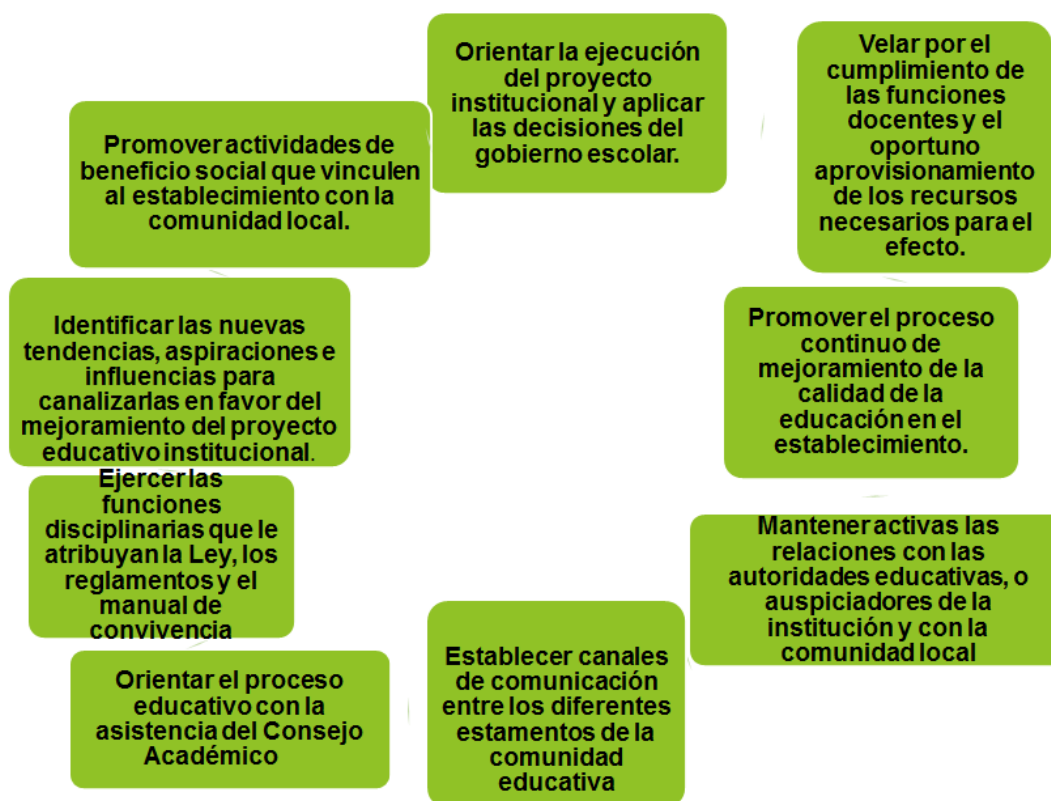 Orientar la ejecución
del proyecto
institucional y aplicar
las decisiones del
gobierno escolar.
Velar por el
cumplimiento de
las funciones
docentes y el
oportuno
aprovisionamiento
de los recursos
necesarios para el
efecto.
Promover el proceso
continuo de
mejoramiento de la
calidad de la
educación en el
establecimiento.
Mantener activas las
relaciones con las
autoridades educativas, o
auspiciadores de la
institución y con la
comunidad local
Establecer canales
de comunicación
entre los diferentes
estamentos de la
comunidad
educativa
Orientar el proceso
educativo con la
asistencia del Consejo
Académico
Ejercer las
funciones
disciplinarias que le
atribuyan la Ley, los
reglamentos y el
manual de
convivencia
Identificar las nuevas
tendencias, aspiraciones e
influencias para
canalizarlas en favor del
mejoramiento del proyecto
educativo institucional.
Promover actividades de
beneficio social que vinculen
al establecimiento con la
comunidad local.